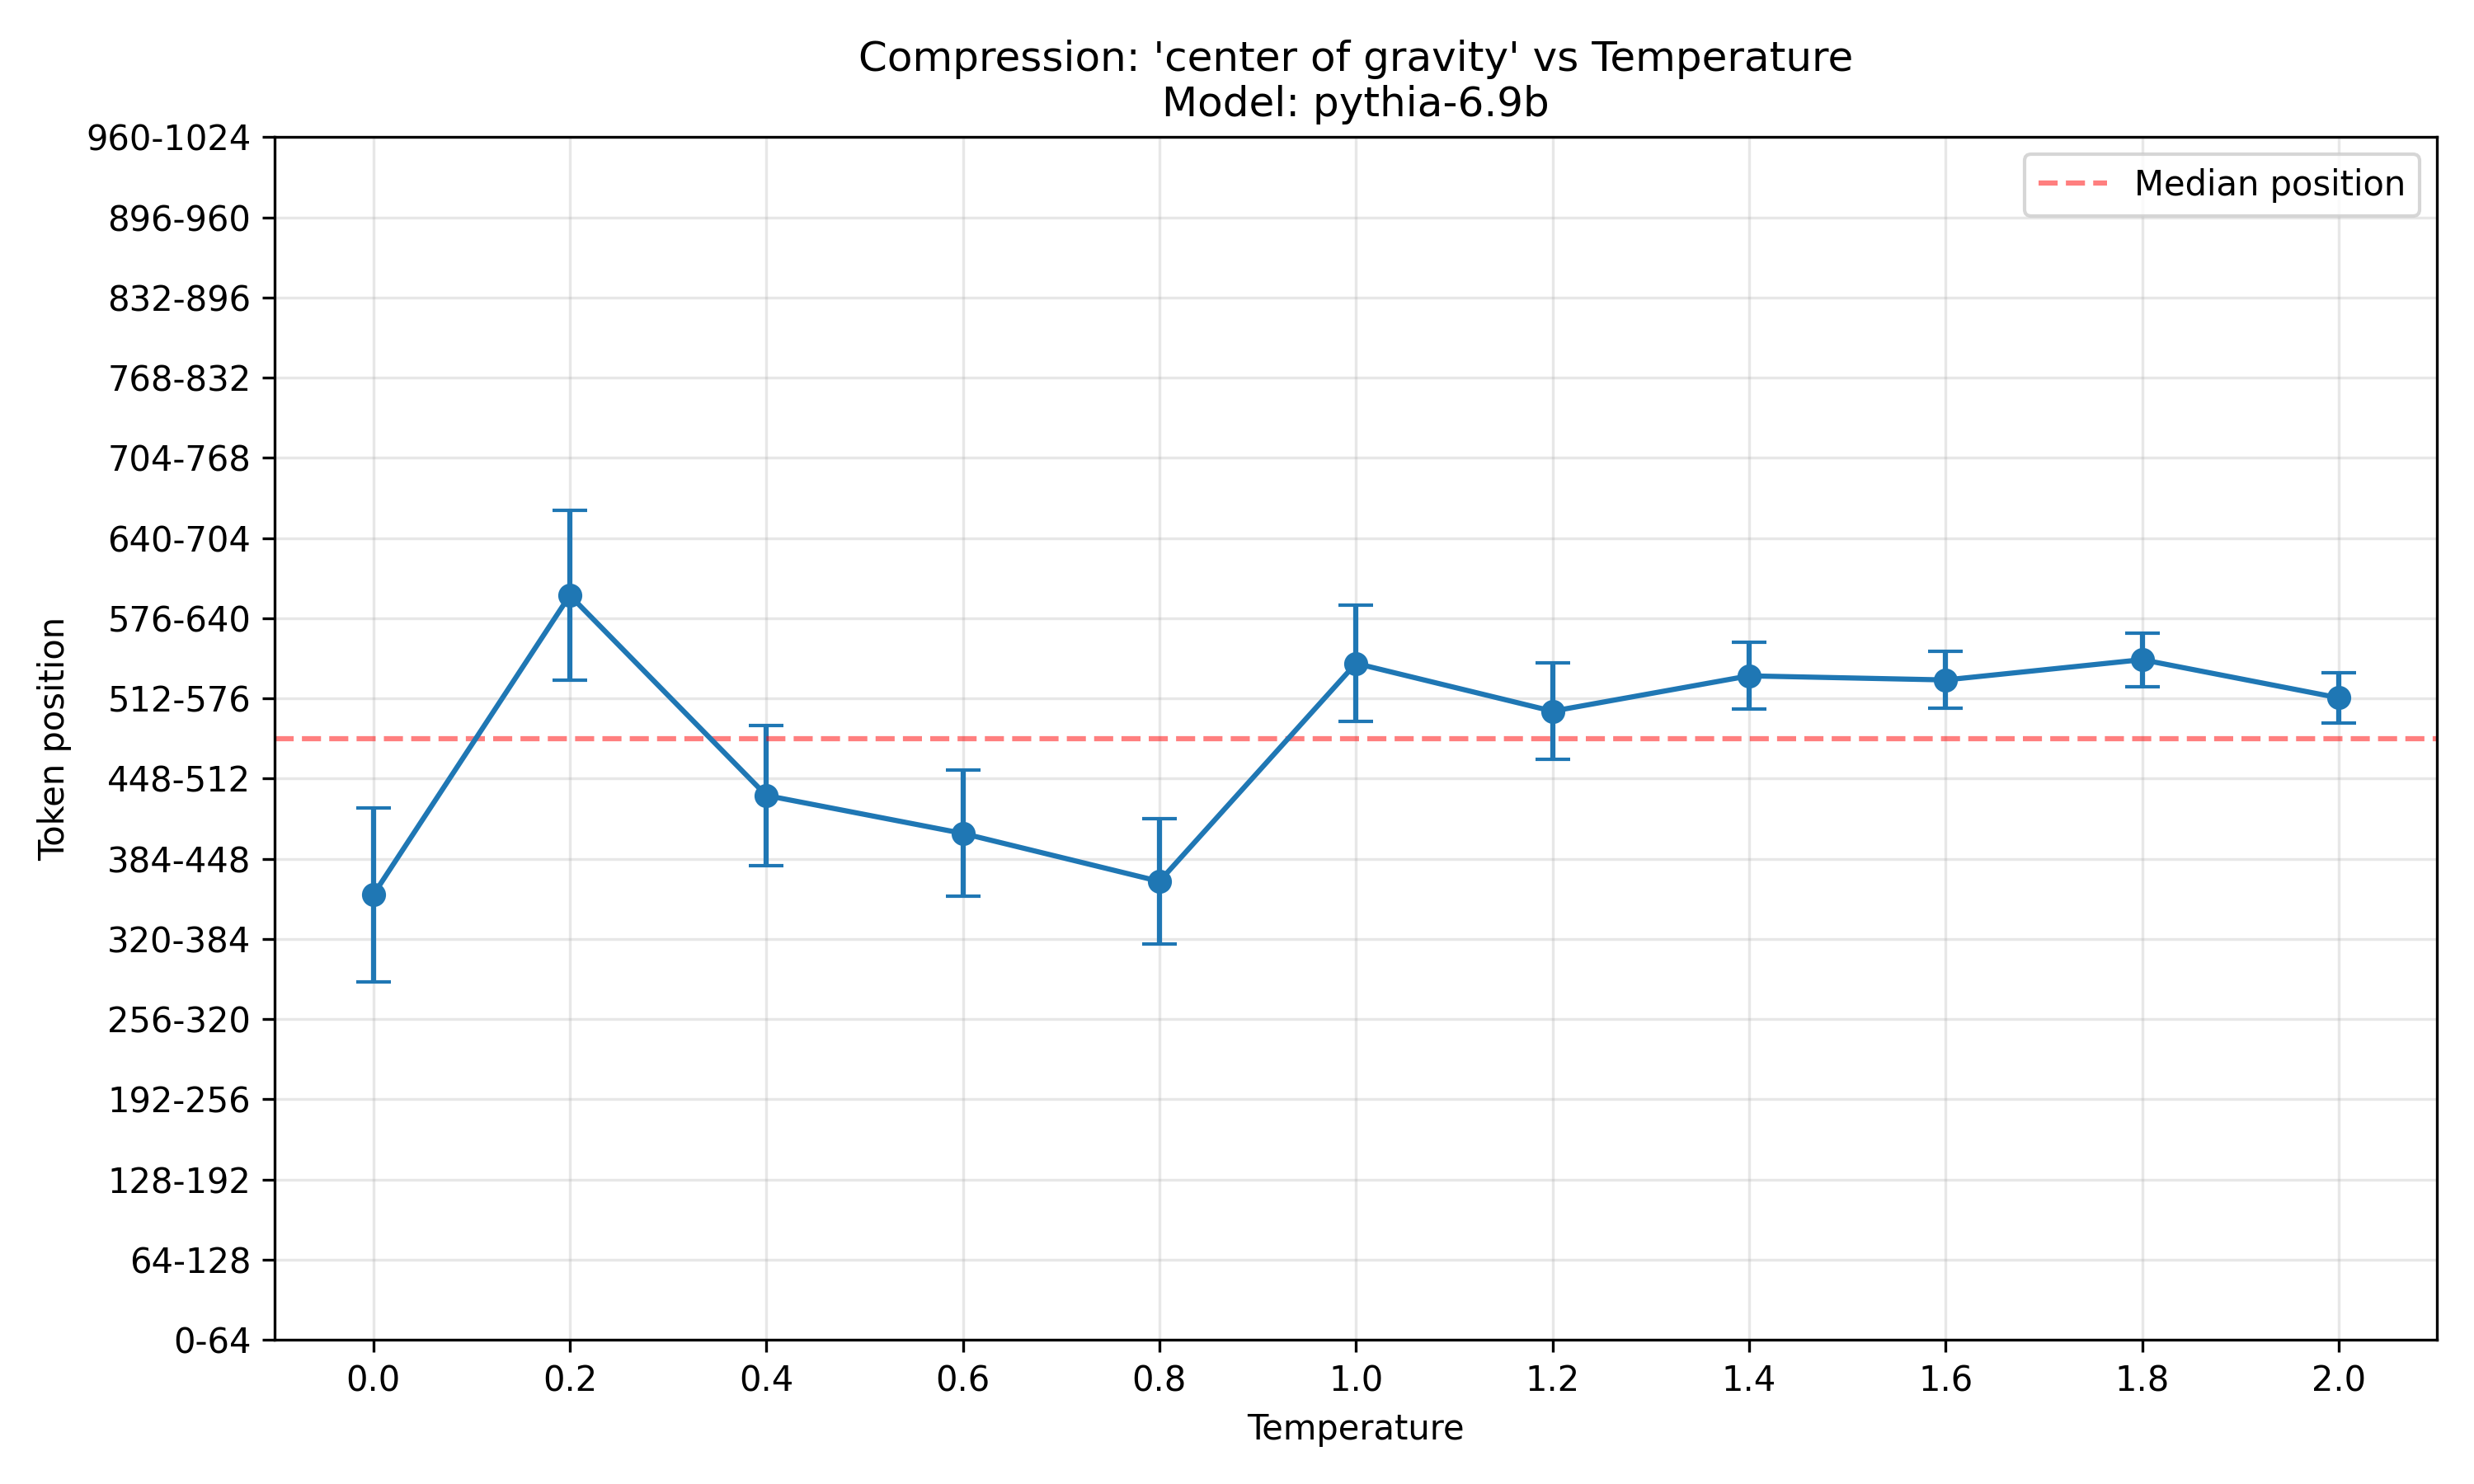 Compression: 'center of gravity' vs Temperature
Model: pythia-6.9b
960-1024
896-960
832-896
768-832
704-768
640-704
576-640
512-576
448-512
384-448
320-384
256-320
192-256
128-192
64-128
0-64
Token position
Median position
0.0 0.2 0.4 0.6 0.8 1.0 1.2 1.4 1.6 1.8 2.0
Temperature